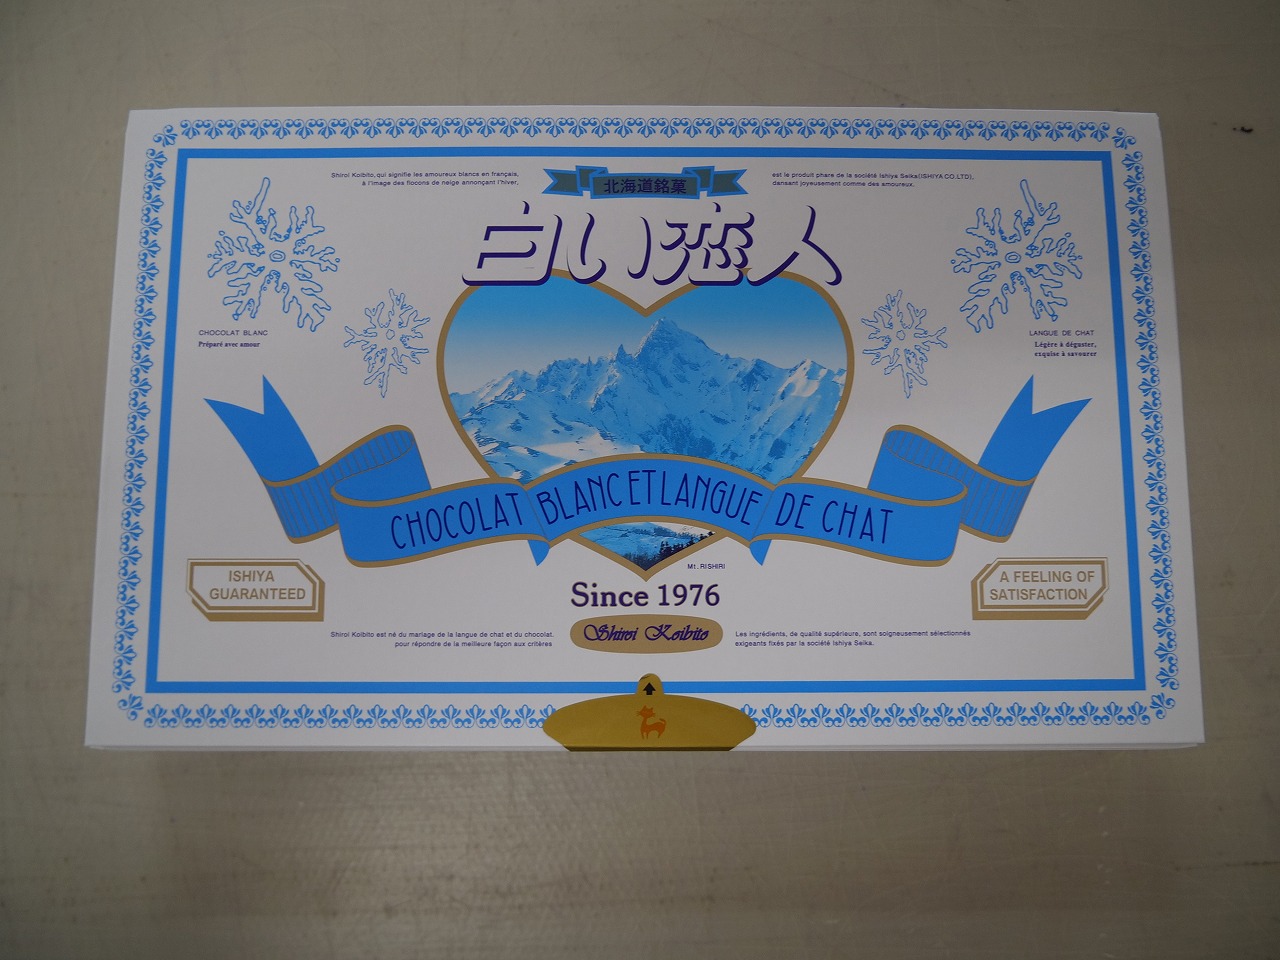 Shiroi Koibito, qui signifie les amoureux blancs en français,
à l'image des flocons de neige annonçant l'hiver,
北海道銘菓
est le produit phare de la société Ishiya Seika(ISHIYA CO.LTD),
dansant joyeusement comme des amoureux.
白い恋人
CHOCOLAT BLANC
Préparé avec amour
LANGUE DE CHAT
Légère à déguster,
exquise à savourer
CHOCOLAT BLANC ET LANGUE DE CHAT
Mt. RISHIRI
ISHIYA
GUARANTEED
A FEELING OF
SATISFACTION
Since 1976
Shiroi Koibito
Shiroi Koibito est né du mariage de la langue de chat et du chocolat.
pour répondre de la meilleure façon aux critères
Les ingrédients, de qualité supérieure, sont soigneusement sélectionnés
exigeants fixés par la société Ishiya Seika.